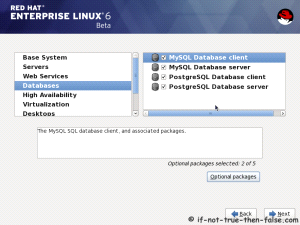 RED HAT
ENTERPRISE LINUX 6
Beta
Base System
Servers
Web Services
Databases
High Availability
Virtualization
Desktops
MySQL Database client
MySQL Database server
PostgreSQL Database client
PostgreSQL Database server
The MySQL SQL database client, and associated packages.
Optional packages selected: 2 of 5
Optional packages
Back
Next
© if-not-true-then-false.com